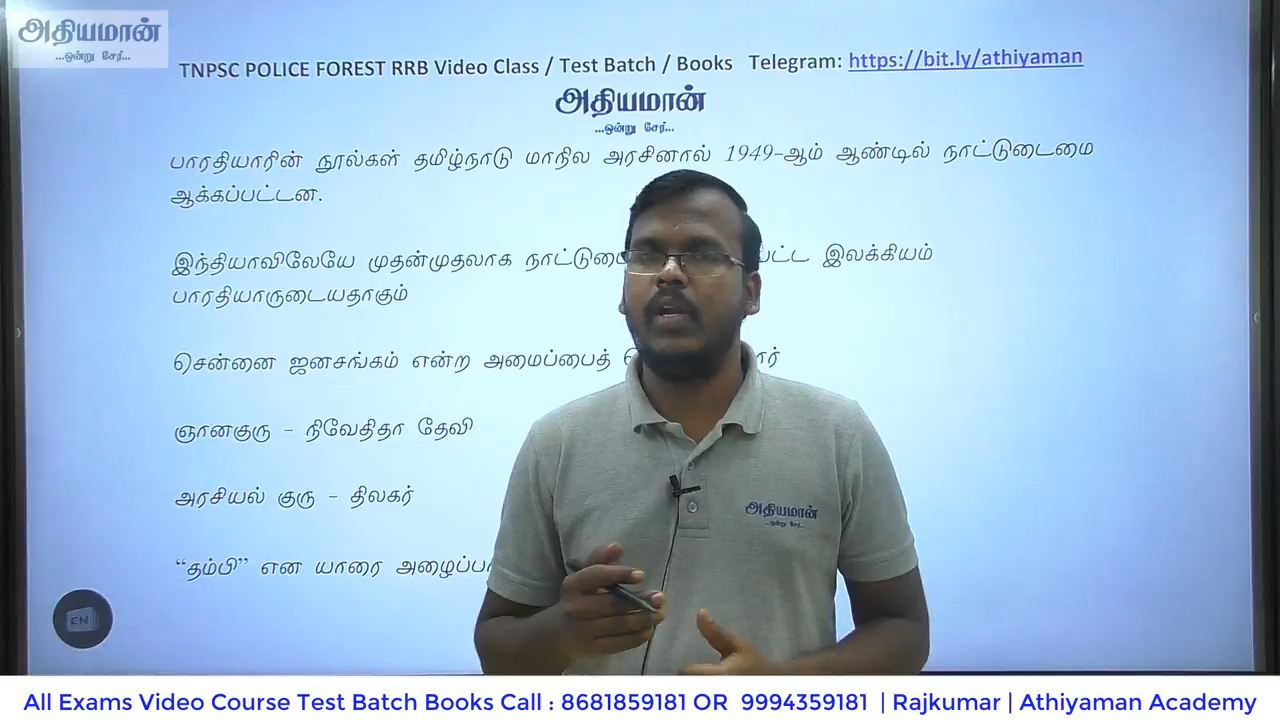 அதியமான்
...ஒன்று சேர்...
TNPSC POLICE FOREST RRB Video Class / Test Batch / Books Telegram: https://bit.ly/athiyaman
அதியமான்
...ஒன்று சேர்...
பாரதியாரின் நூல்கள் தமிழ்நாடு மாநில அரசினால் 1949-ஆம் ஆண்டில் நாட்டுடைமை
ஆக்கப்பட்டன.
இந்தியாவிலேயே முதன்முதலாக இலக்கியம்
பாரதியாருடையதாகும்
சென்னை ஜனசங்கம் என்ற அமைப்பைத்
ஞானகுரு - நிவேதிதா தேவி
அரசியல் குரு - திலகர்
“தம்பி” என யாரை
அதியமான்
...ஒன்று சேர்...
EN
All Exams Video Course Test Batch Books Call : 8681859181 OR 9994359181 | Rajkumar | Athiyaman Academy